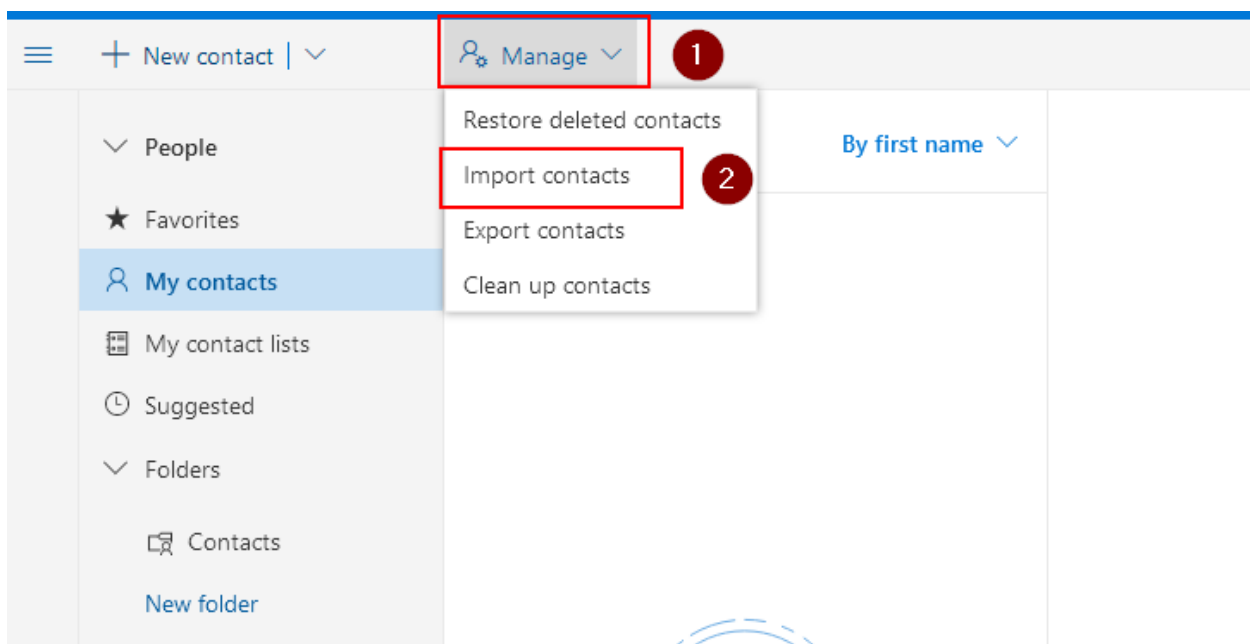 New contact
Manage
1
Restore deleted contacts
People
By first name
Import contacts
2
Favorites
Export contacts
My contacts
Clean up contacts
My contact lists
Suggested
Folders
Contacts
New folder